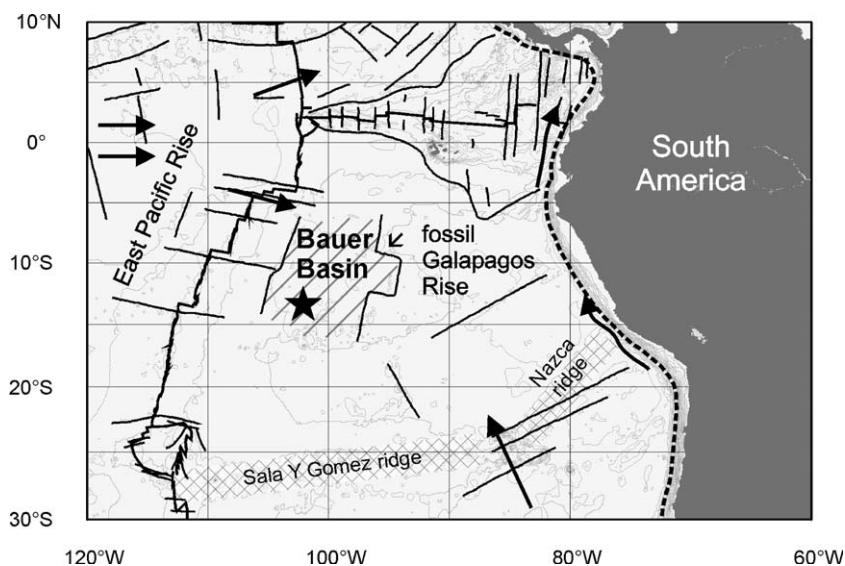 10°N
0°
10°S
20°S
30°S
120°W
100°W
80°W
60°W
East Pacific Rise
Bauer
Basin
fossil
Galapagos
Rise
South
America
Nazca
ridge
Sala Y Gomez ridge